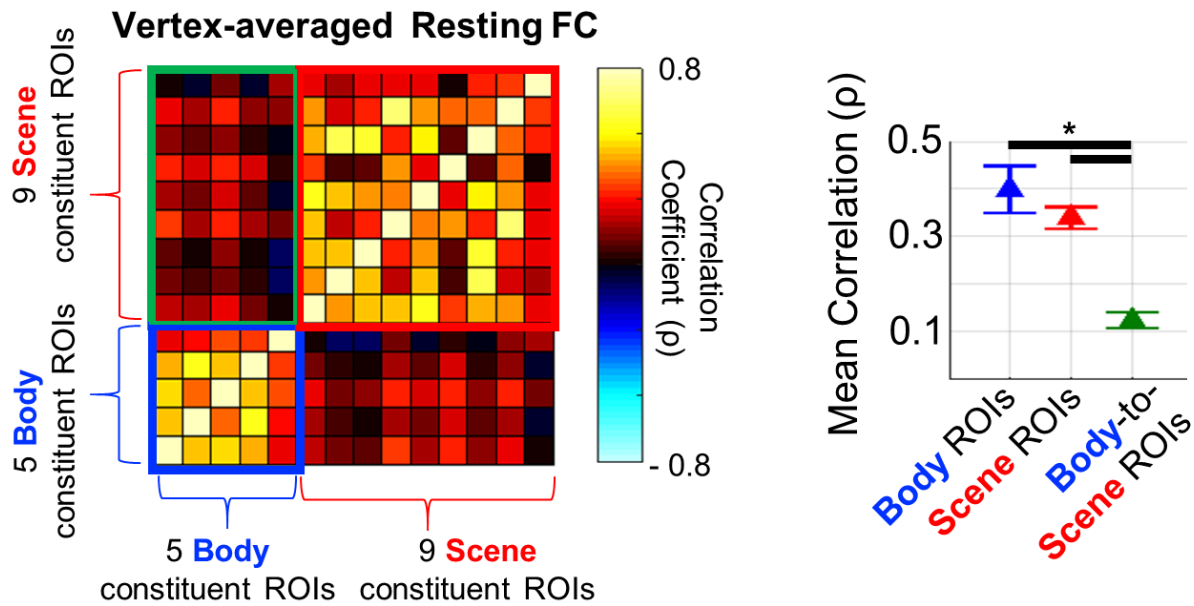 Vertex-averaged Resting FC
9 Scene
constituent ROIs
5 Body
constituent ROIs
5 Body
constituent ROIs
9 Scene
constituent ROIs
0.8
Correlation
Coefficient (ρ)
- 0.8
Mean Correlation (ρ)
0.5
0.3
0.1
*
Body ROIs
Scene ROIs
Body-to-
Scene ROIs